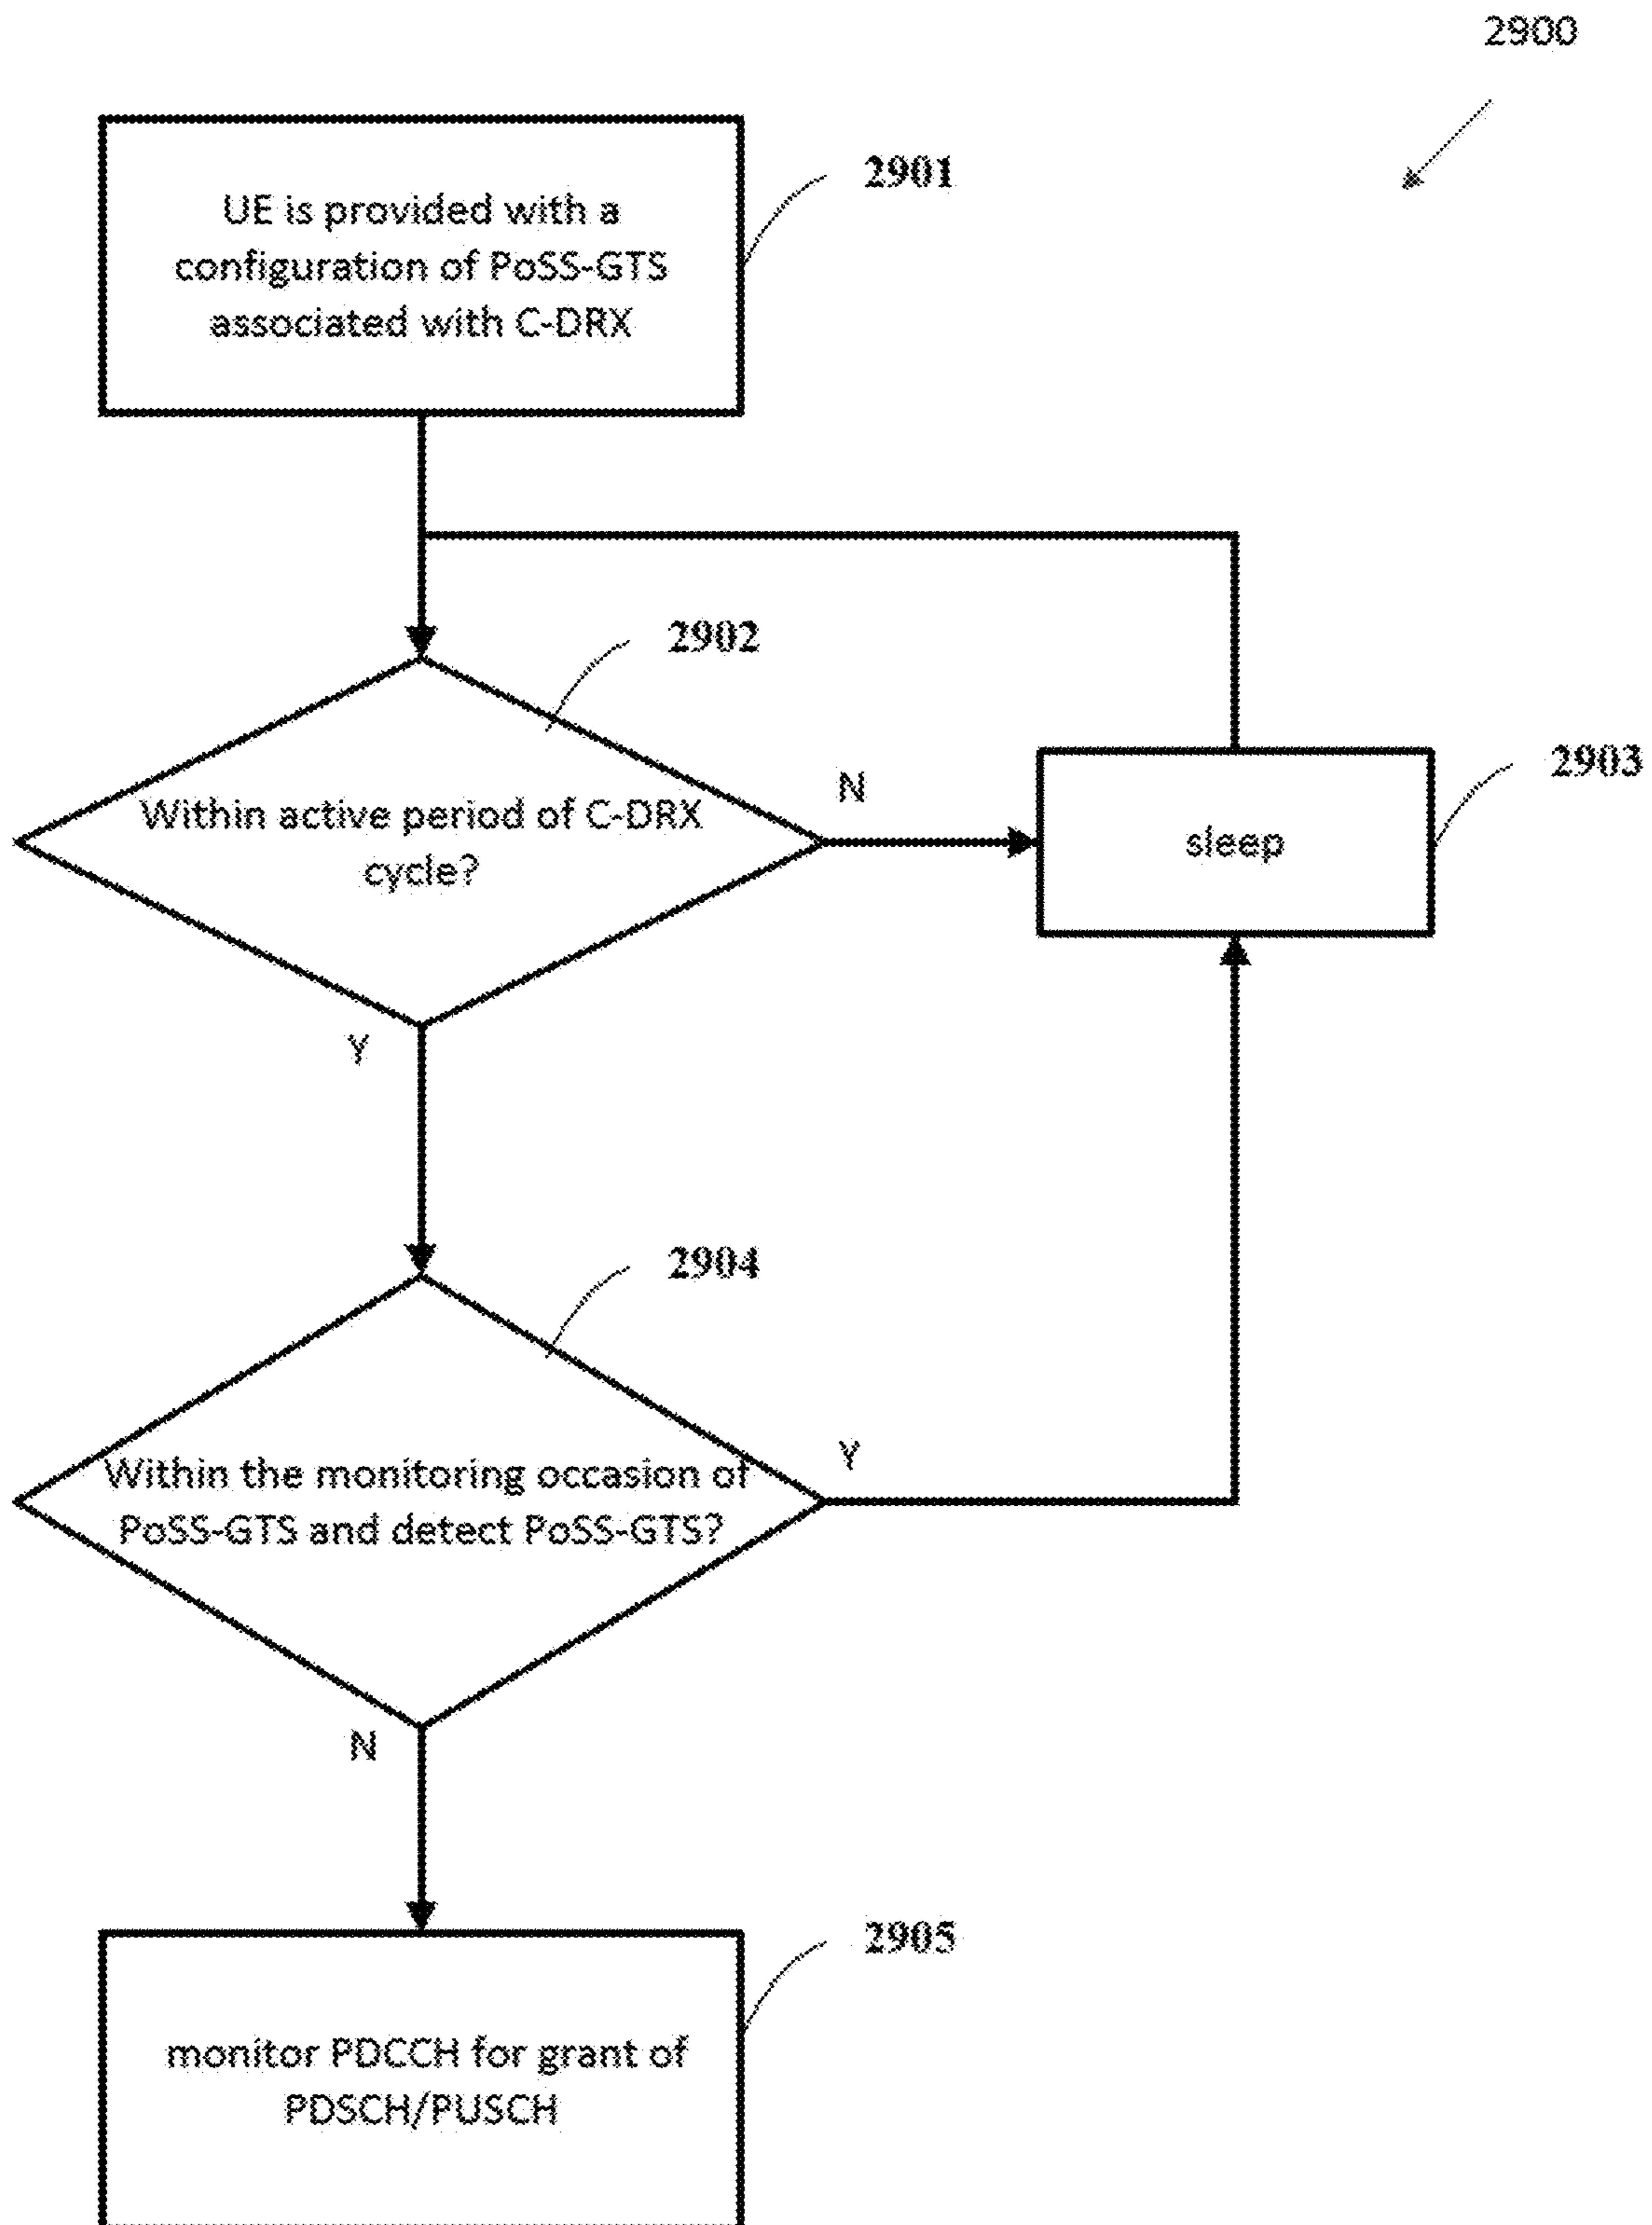 2900
UE is provided with a
configuration of PoSS-GTS
associated with C-DRX
2901
2902
Within active period of C-DRX
cycle?
N
sleep
2903
Y
2904
Within the monitoring occasion of
PoSS-GTS and detect PoSS-GTS?
Y
N
2905
monitor PDCCH for grant of
PDSCH/PUSCH